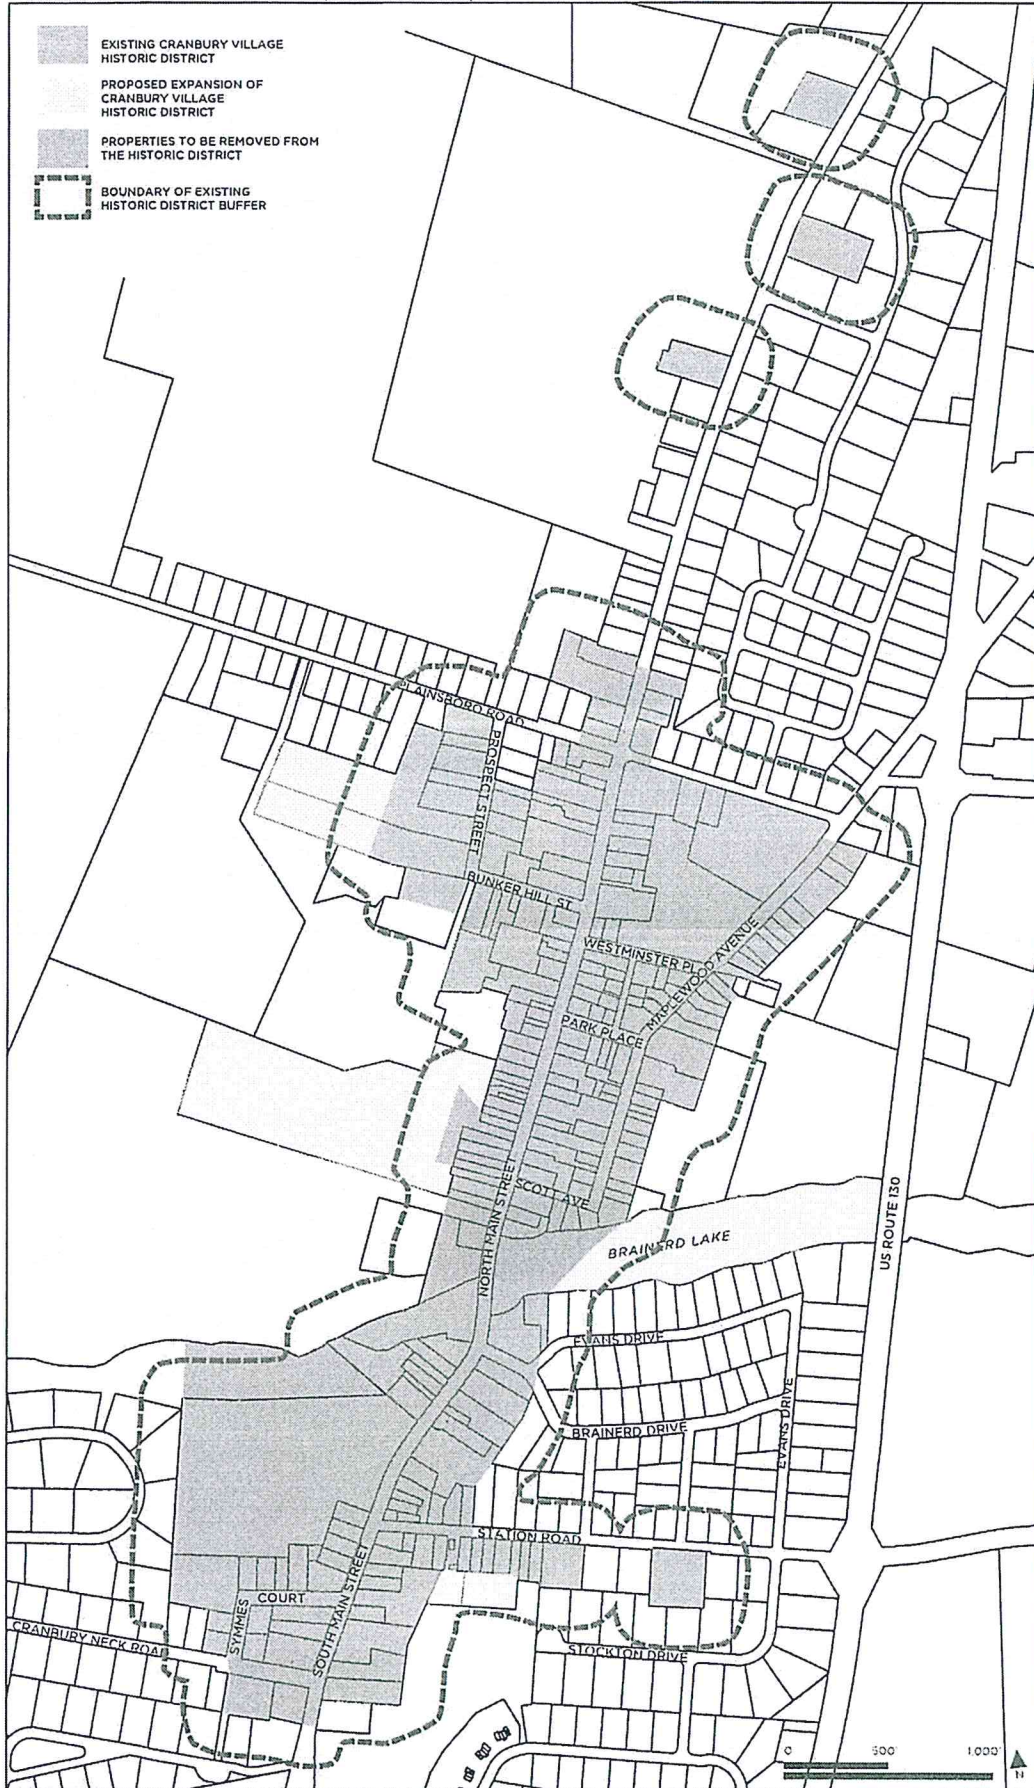 EXISTING CRANBURY VILLAGE
HISTORIC DISTRICT
PROPOSED EXPANSION OF
CRANBURY VILLAGE
HISTORIC DISTRICT
PROPERTIES TO BE REMOVED FROM
THE HISTORIC DISTRICT
BOUNDARY OF EXISTING
HISTORIC DISTRICT BUFFER
PLAINSBORO ROAD
PROSPECT STREET
BUNKER HILL ST
WESTMINSTER PL
MAPLEWOOD AVENUE
PARK PLACE
NORTH MAIN STREET
SCOTT AVE
US ROUTE 130
BRAINERD LAKE
EVANS DRIVE
BRAINERD DRIVE
EVANS DRIVE
STATION ROAD
SYMMES
COURT
SOUTH MAIN STREET
CRANBURY NECK ROAD
STOCKTON DRIVE
0 500' 1,000'
N